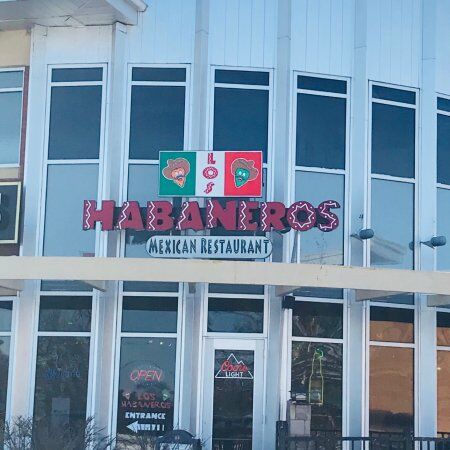 LOS
HABANEROS
MEXICAN RESTAURANT
OPEN
LOS
HABANEROS
ENTRANCE
Coors
LIGHT